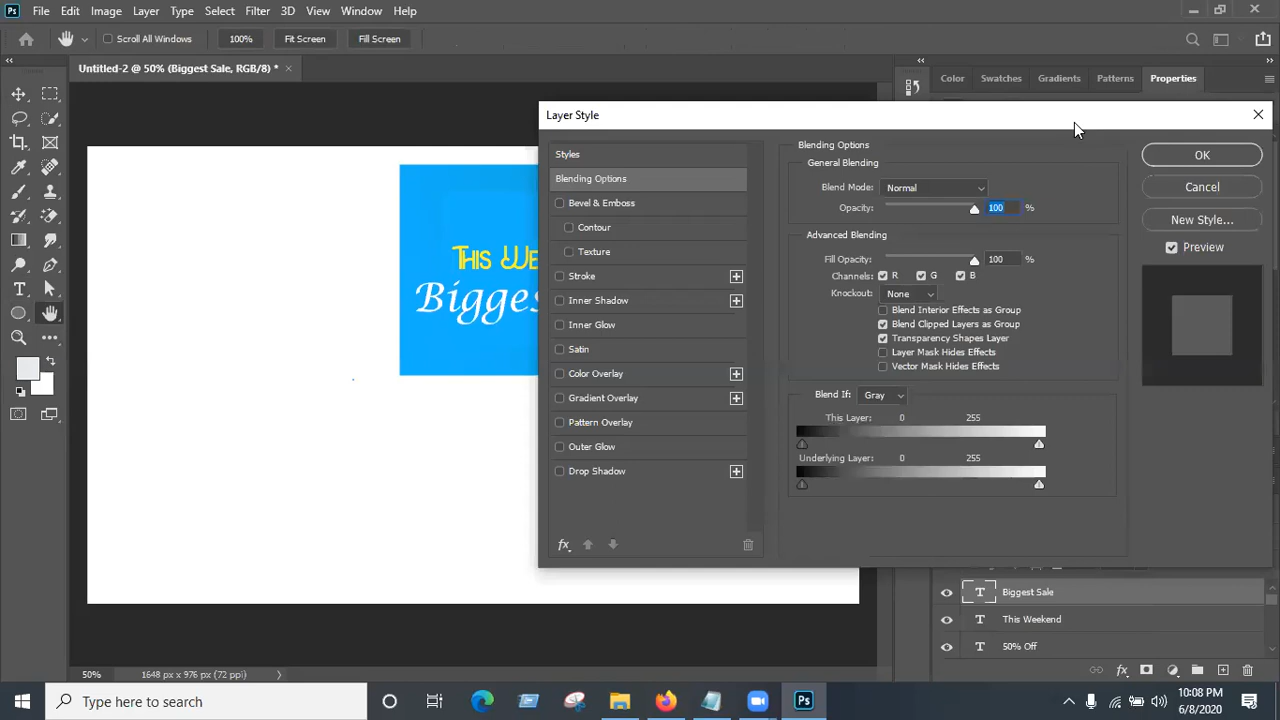 Ps File Edit Image Layer Type Select Filter 3D View Window Help
Scroll All Windows 100% Fit Screen Fill Screen
Untitled-2 @ 50% (Biggest Sale, RGB/8) *
Color Swatches Gradients Patterns Properties
Layer Style
Styles
Blending Options
Bevel & Emboss
Contour
Texture
Stroke
Inner Shadow
Inner Glow
Satin
Color Overlay
Gradient Overlay
Pattern Overlay
Outer Glow
Drop Shadow
fx
Blending Options
General Blending
Blend Mode: Normal
Opacity: 100 %
Advanced Blending
Fill Opacity: 100 %
Channels: R G B
Knockout: None
Blend Interior Effects as Group
Blend Clipped Layers as Group
Transparency Shapes Layer
Layer Mask Hides Effects
Vector Mask Hides Effects
Blend If: Gray
This Layer: 0 255
Underlying Layer: 0 255
OK
Cancel
New Style...
Preview
This We
Bigges
T Biggest Sale
T This Weekend
T 50% Off
fx
50% 1648 px x 976 px (72 ppi)
Type here to search
Ps
10:08 PM
6/8/2020